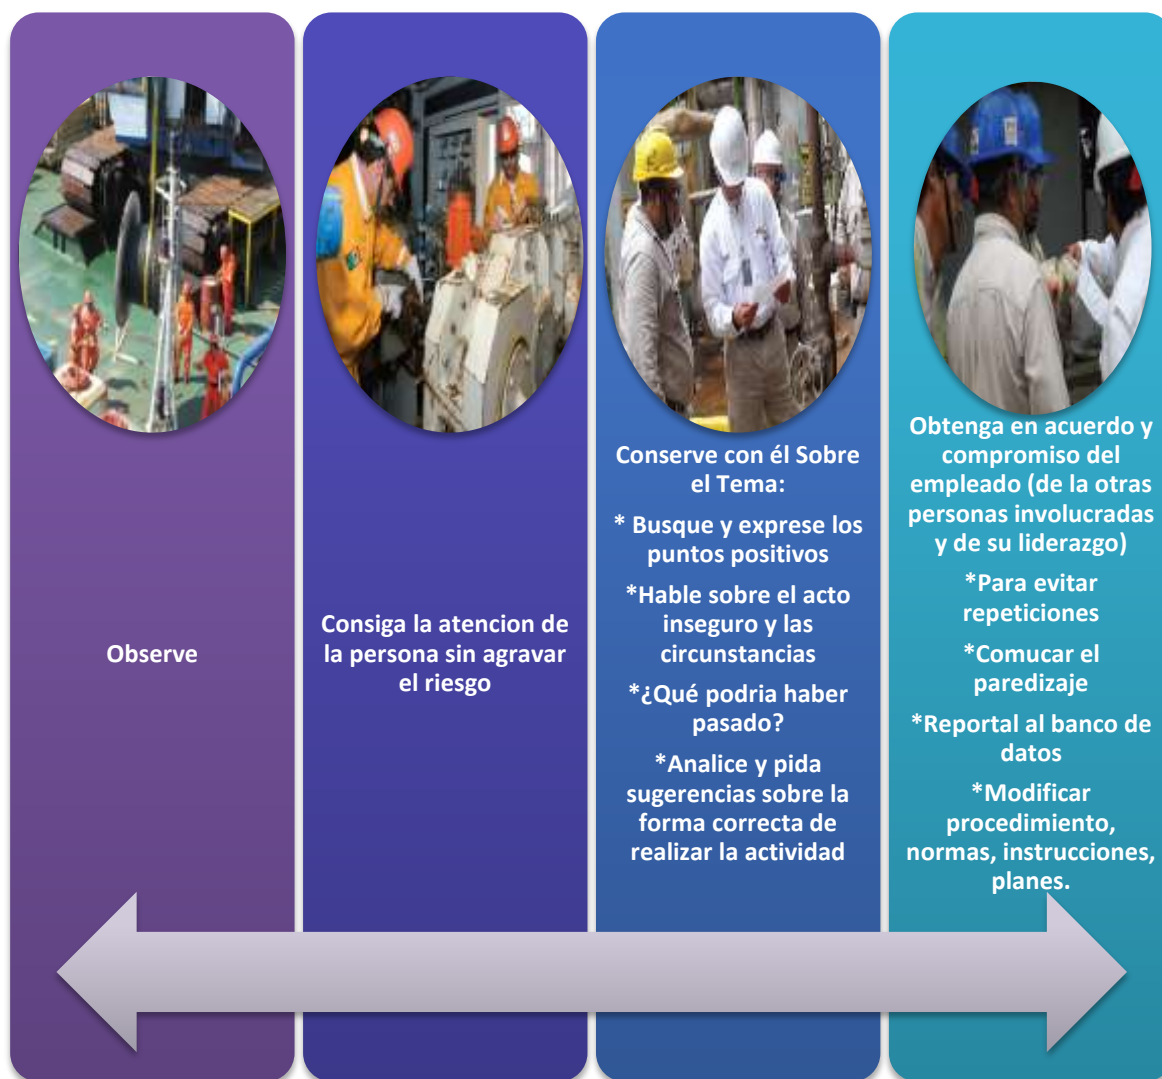 Observe
Consiga la atencion de
la persona sin agravar
el riesgo
Conserve con él Sobre
el Tema:
* Busque y exprese los
puntos positivos
*Hable sobre el acto
inseguro y las
circunstancias
*¿Qué podria haber
pasado?
*Analice y pida
sugerencias sobre la
forma correcta de
realizar la actividad
Obtenga en acuerdo y
compromiso del
empleado (de la otras
personas involucradas
y de su liderazgo)
*Para evitar
repeticiones
*Comucar el
paredizaje
*Reportal al banco de
datos
*Modificar
procedimiento,
normas, instrucciones,
planes.